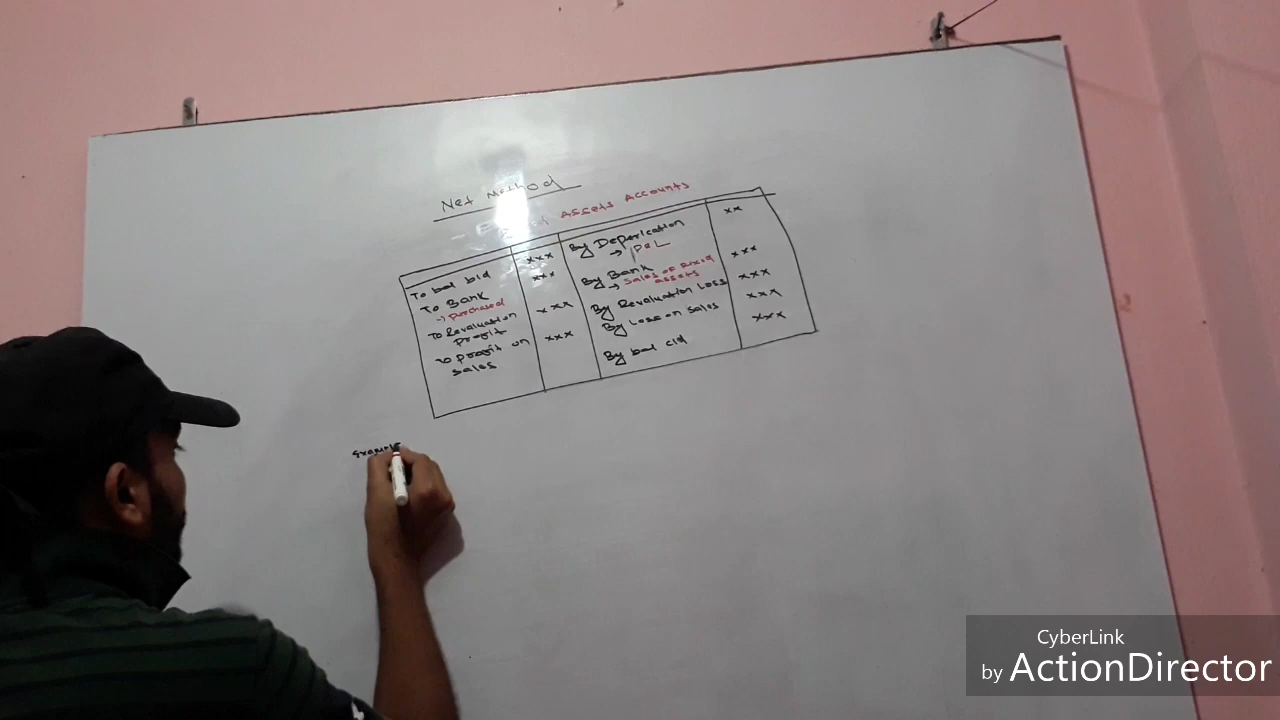 Net Method
Assets Accounts
To bal b/d
xxx
To Bank
xxx
→ Purchased
To Revaluation
profit
xxx
To profit on
sales
xxx
By Deperication
xx
→ P&L
By Bank
xxx
→ sales of fixed
assets
By Revaluation Loss
xxx
By Loss on sales
xxx
By bal c/d
xxx
Example
CyberLink
by ActionDirector